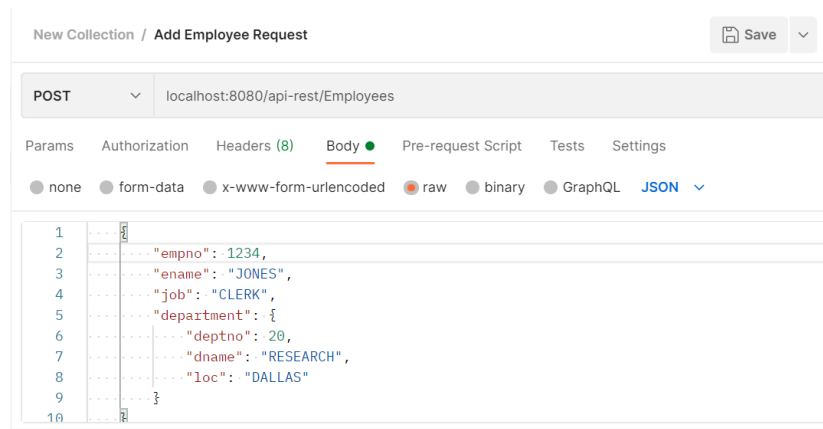 New Collection / Add Employee Request Save
POST localhost:8080/api-rest/Employees
Params Authorization Headers (8) Body Pre-request Script Tests Settings
none form-data x-www-form-urlencoded raw binary GraphQL JSON
1 {
2 "empno": 1234,
3 "ename": "JONES",
4 "job": "CLERK",
5 "department": {
6 "deptno": 20,
7 "dname": "RESEARCH",
8 "loc": "DALLAS"
9 }
10 }